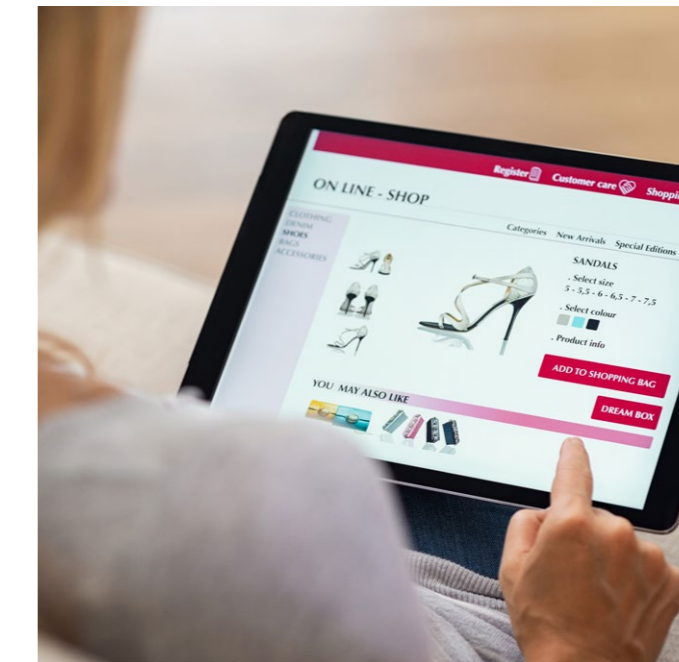 Register Customer care Shoppin
ON LINE - SHOP
Categories New Arrivals Special Editions
CLOTHING
DENIM
SHOES
BAGS
ACCESSORIES
SANDALS
. Select size
5 - 5,5 - 6 - 6,5 - 7 - 7,5
. Select colour
. Product info
ADD TO SHOPPING BAG
DREAM BOX
YOU MAY ALSO LIKE